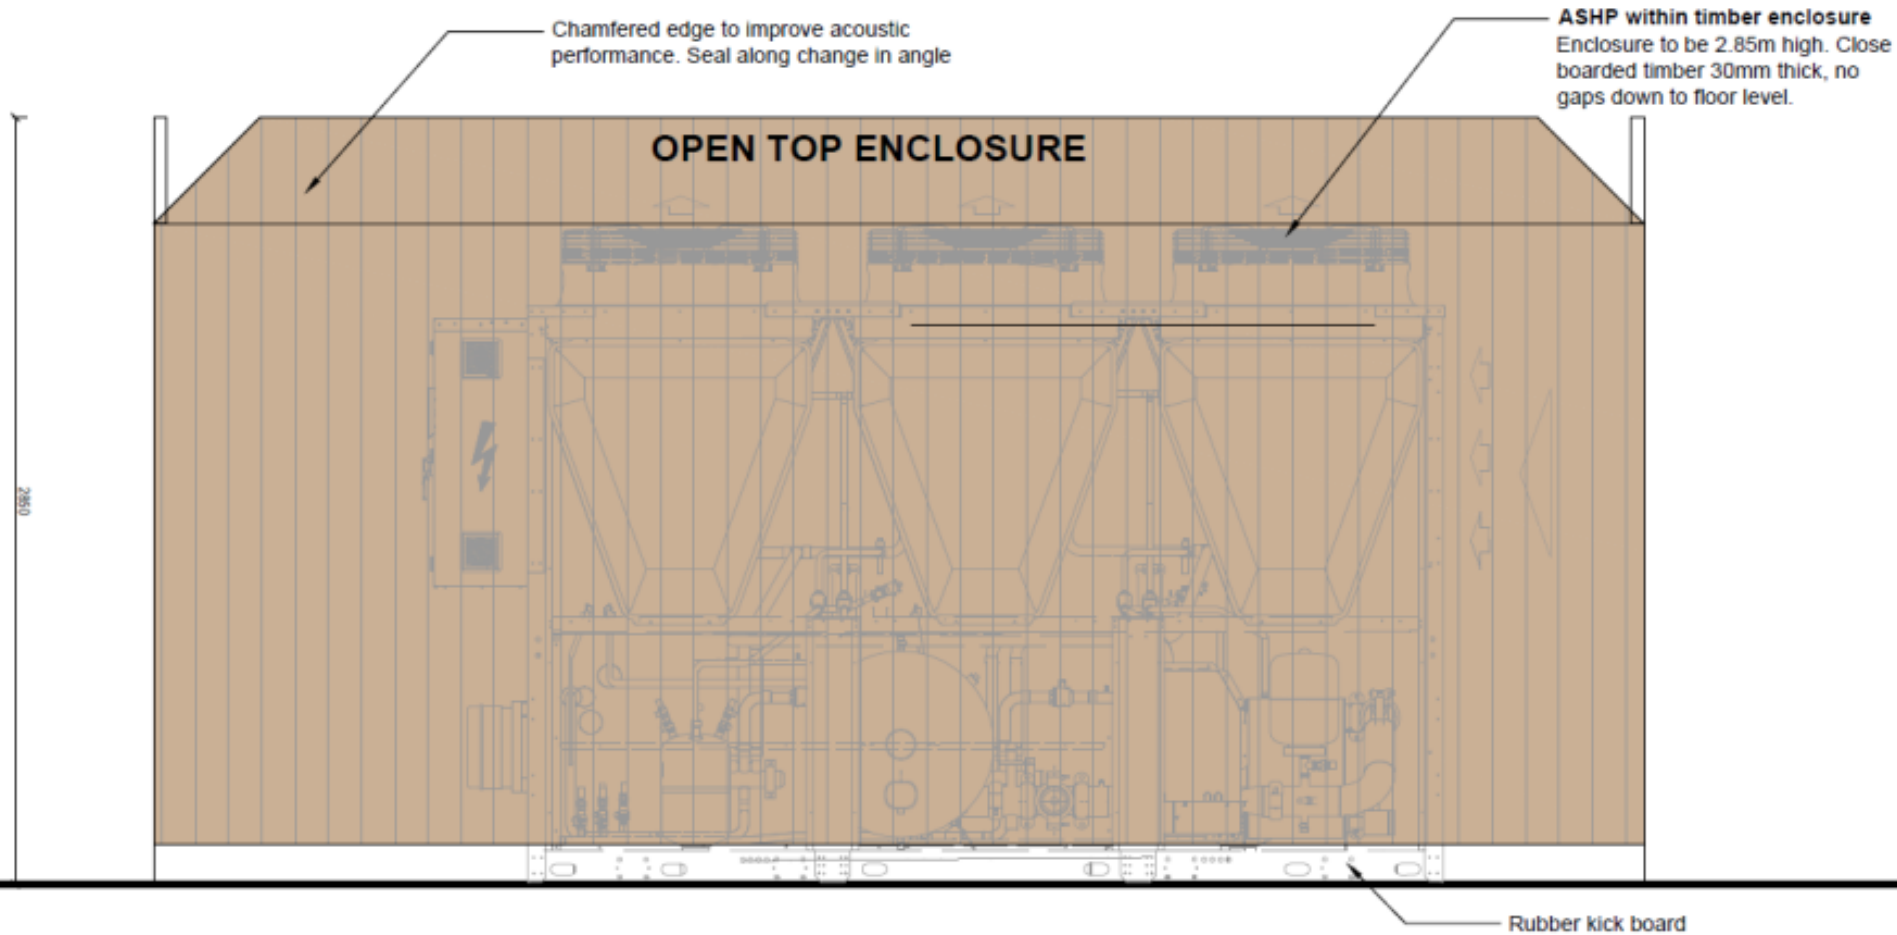 Chamfered edge to improve acoustic
performance. Seal along change in angle
ASHP within timber enclosure
Enclosure to be 2.85m high. Close
boarded timber 30mm thick, no
gaps down to floor level.
OPEN TOP ENCLOSURE
2850
Rubber kick board